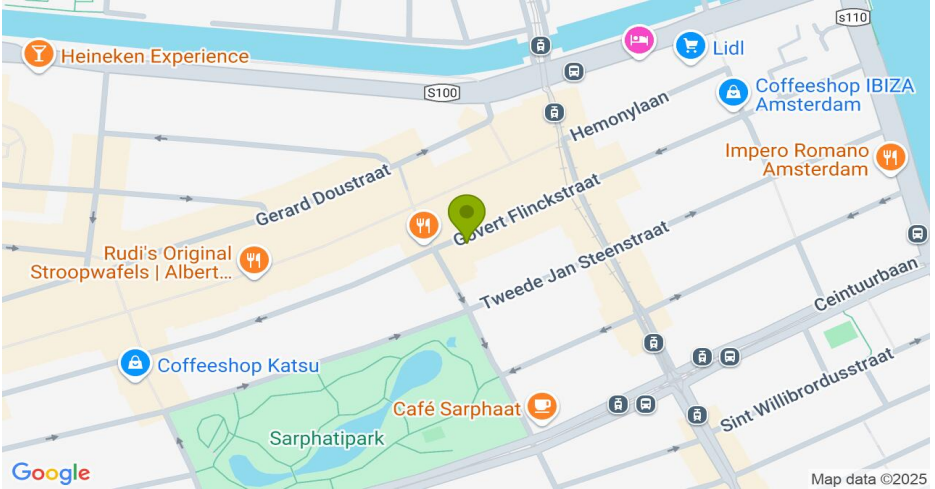 s110
Heineken Experience
Lidl
S100
Coffeeshop IBIZA
Amsterdam
Hemonylaan
Impero Romano
Amsterdam
Gerard Doustraat
Govert Flinckstraat
Rudi's Original
Stroopwafels | Albert...
Tweede Jan Steenstraat
Ceintuurbaan
Coffeeshop Katsu
Café Sarphaat
Sint Willibrordusstraat
Sarphatipark
Google
Map data ©2025